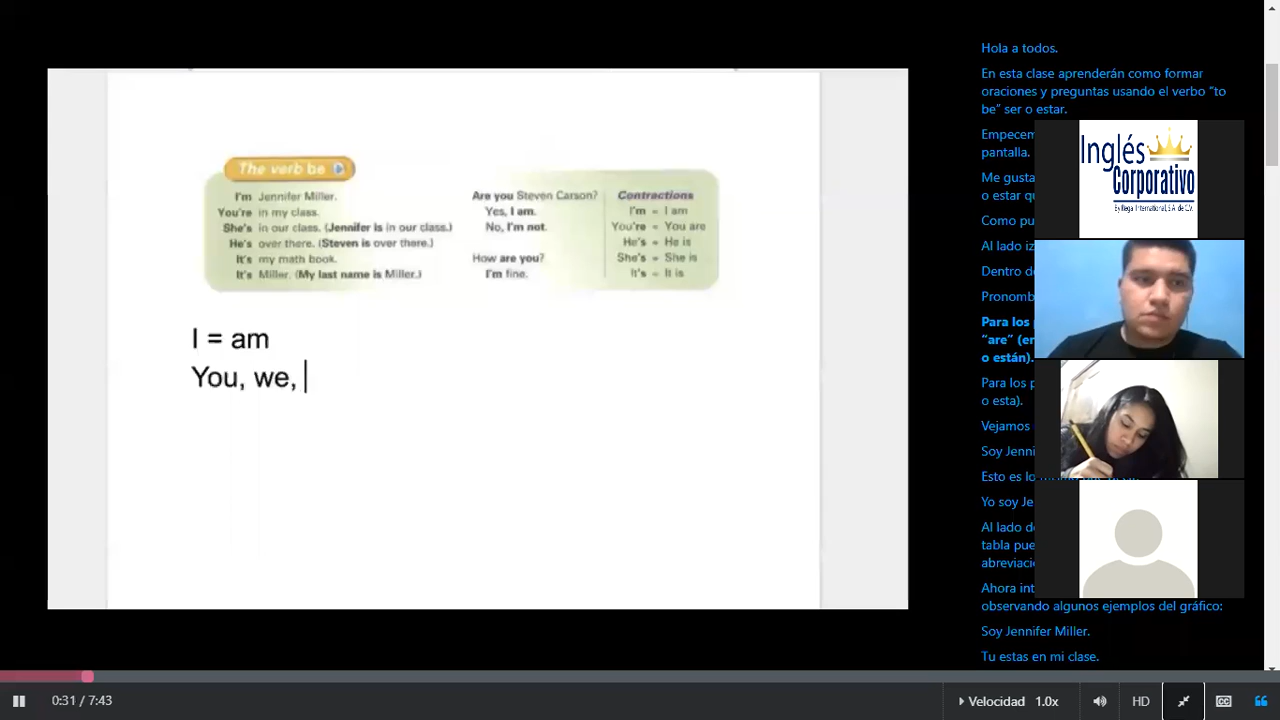 The verb be
I'm Jennifer Miller.
You're in my class.
She's in our class. (Jennifer is in our class.)
He's over there. (Steven is over there.)
It's my math book.
It's Miller. (My last name is Miller.)
Are you Steven Carson?
Yes, I am.
No, I'm not.
How are you?
I'm fine.
Contractions
I'm = I am
You're = You are
He's = He is
She's = She is
It's = It is
I = am
You, we,
Hola a todos.
En esta clase aprenderán como formar
oraciones y preguntas usando el verbo “to
be” ser o estar.
Empecem
pantalla.
Me gusta
o estar qu
Como pu
Al lado iz
Dentro de
Pronomb
Para los
“are” (er
o están).
Para los p
o esta).
Vejamos
Soy Jenni
Esto es lo
Yo soy Je
Al lado de
tabla pue
abreviaci
Ahora int
observando algunos ejemplos del gráfico:
Soy Jennifer Miller.
Tu estas en mi clase.
Inglés
Corporativo
By Rega International, S.A. de C.V.
0:31 / 7:43
Velocidad 1.0x
HD
CC